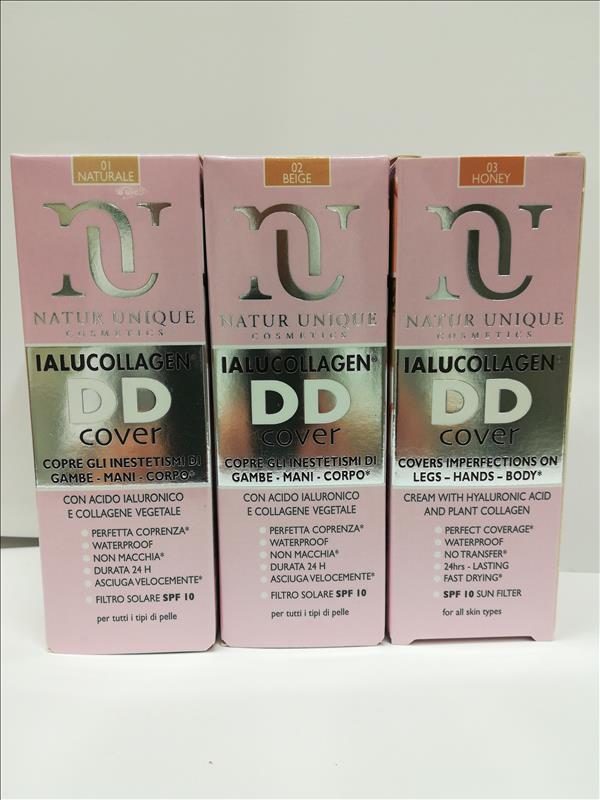 01
NATURALE
NATUR UNIQUE
COSMETICS
IALUCOLLAGEN®
DD
cover
COPRE GLI INESTETISMI DI
GAMBE - MANI - CORPO*
CON ACIDO IALURONICO
E COLLAGENE VEGETALE
PERFETTA COPRENZA*
WATERPROOF
NON MACCHIA*
DURATA 24 H
ASCIUGA VELOCEMENTE*
FILTRO SOLARE SPF 10
per tutti i tipi di pelle
02
BEIGE
NATUR UNIQUE
COSMETICS
IALUCOLLAGEN®
DD
cover
COPRE GLI INESTETISMI DI
GAMBE - MANI - CORPO*
CON ACIDO IALURONICO
E COLLAGENE VEGETALE
PERFETTA COPRENZA*
WATERPROOF
NON MACCHIA*
DURATA 24 H
ASCIUGA VELOCEMENTE*
FILTRO SOLARE SPF 10
per tutti i tipi di pelle
03
HONEY
NATUR UNIQUE
COSMETICS
IALUCOLLAGEN®
DD
cover
COVERS IMPERFECTIONS ON
LEGS – HANDS – BODY*
CREAM WITH HYALURONIC ACID
AND PLANT COLLAGEN
PERFECT COVERAGE*
WATERPROOF
NO TRANSFER*
24hrs - LASTING
FAST DRYING*
SPF 10 SUN FILTER
for all skin types